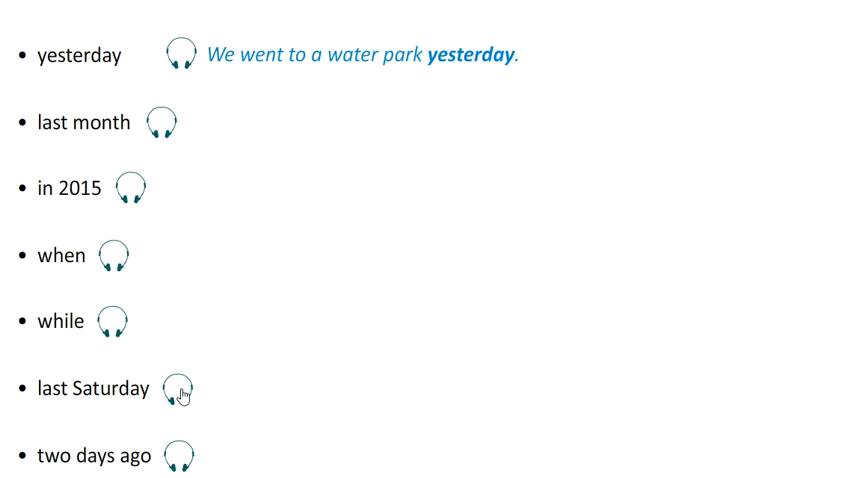 • yesterday We went to a water park yesterday.
• last month
• in 2015
• when
• while
• last Saturday
• two days ago